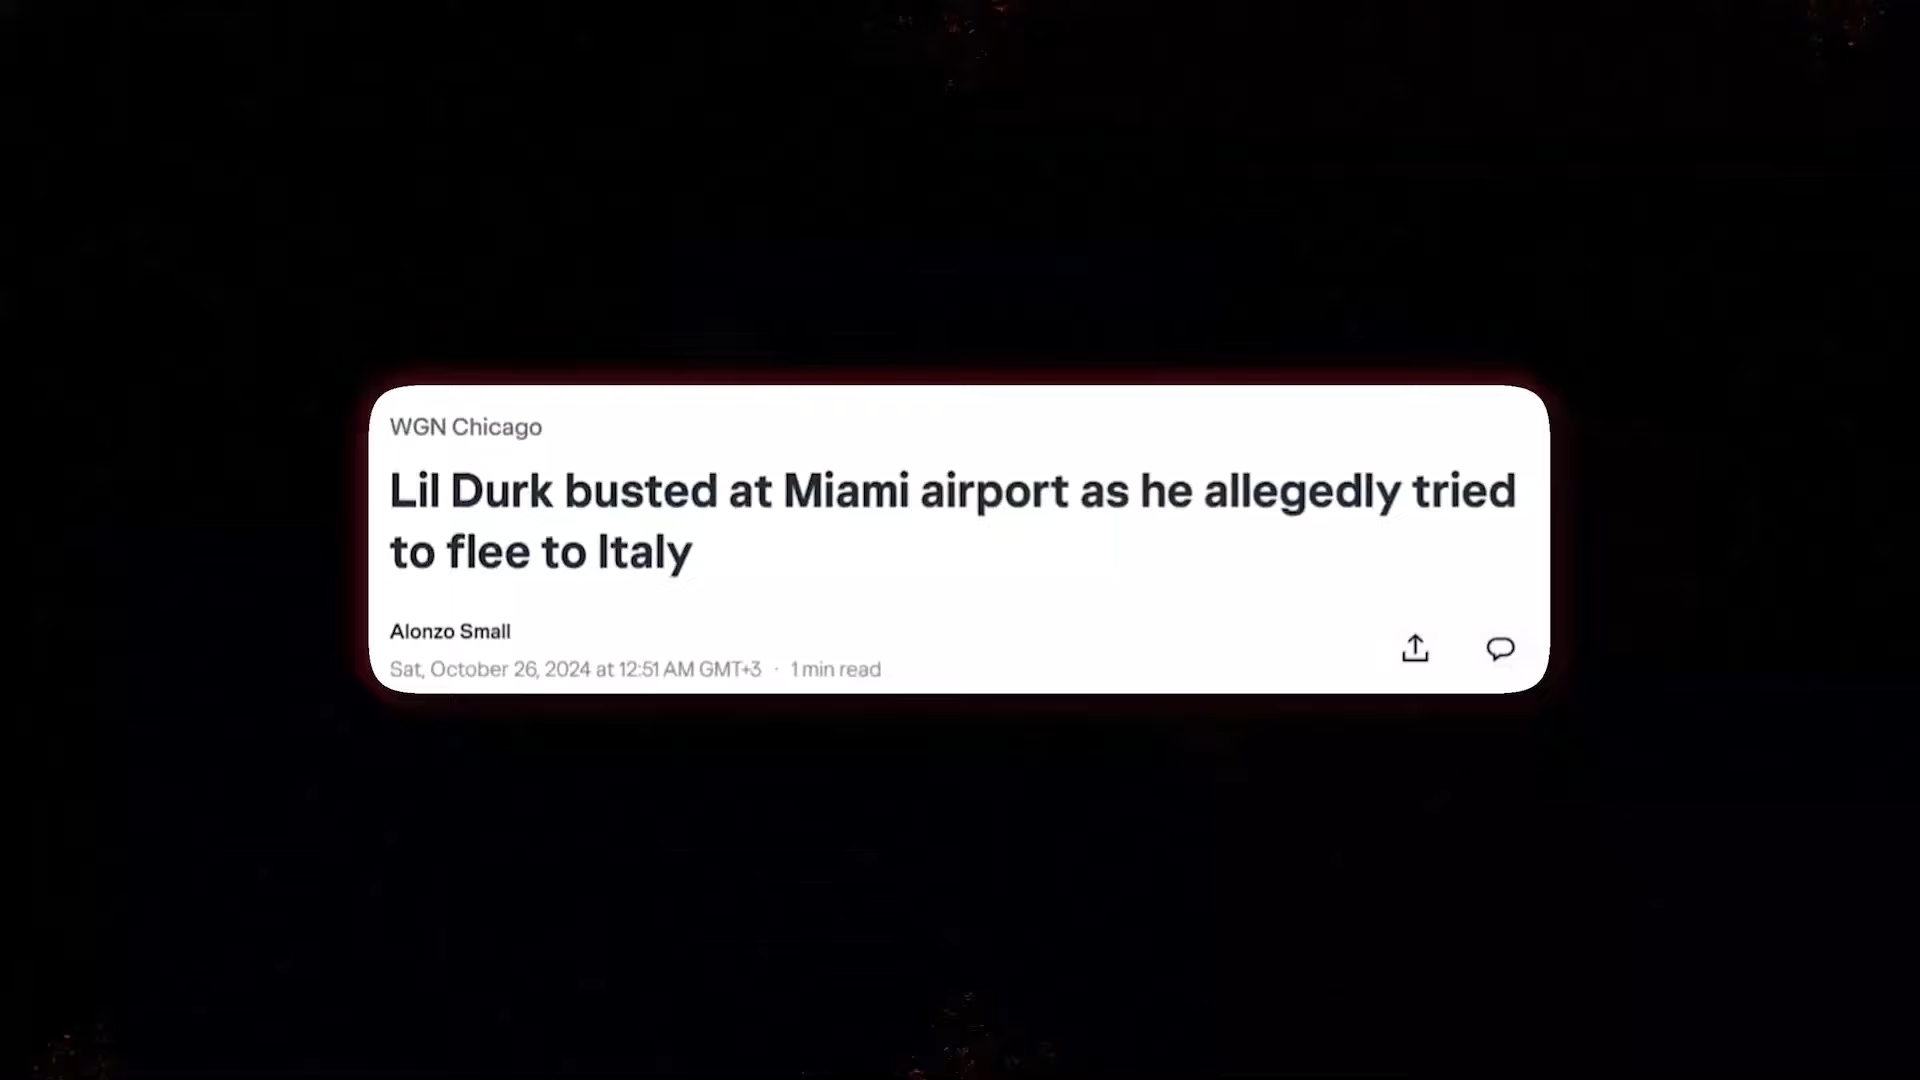 WGN Chicago
Lil Durk busted at Miami airport as he allegedly tried
to flee to Italy
Alonzo Small
Sat, October 26, 2024 at 12:51 AM GMT+3 · 1 min read